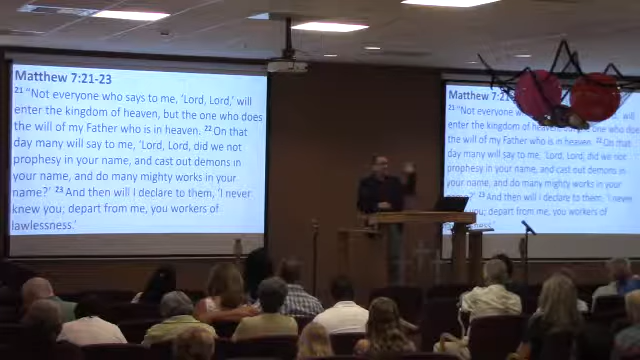 Matthew 7:21-23
21 "Not everyone who says to me, 'Lord, Lord,' will
enter the kingdom of heaven, but the one who does
the will of my Father who is in heaven. 22 On that
day many will say to me, 'Lord, Lord, did we not
prophesy in your name, and cast out demons in
your name, and do many mighty works in your
name?' 23 And then will I declare to them, 'I never
knew you; depart from me, you workers of
lawlessness.'
Matthew 7:21
21 "Not everyone will
enter the kingdom of heaven, one who does
the will of my Father who is in heaven. 22 On that
day many will say to me, 'Lord, Lord, did we not
prophesy in your name, and cast out demons in
your name, and do many mighty works in your
23 And then will I declare to them, 'I never
you; depart from me, you workers of